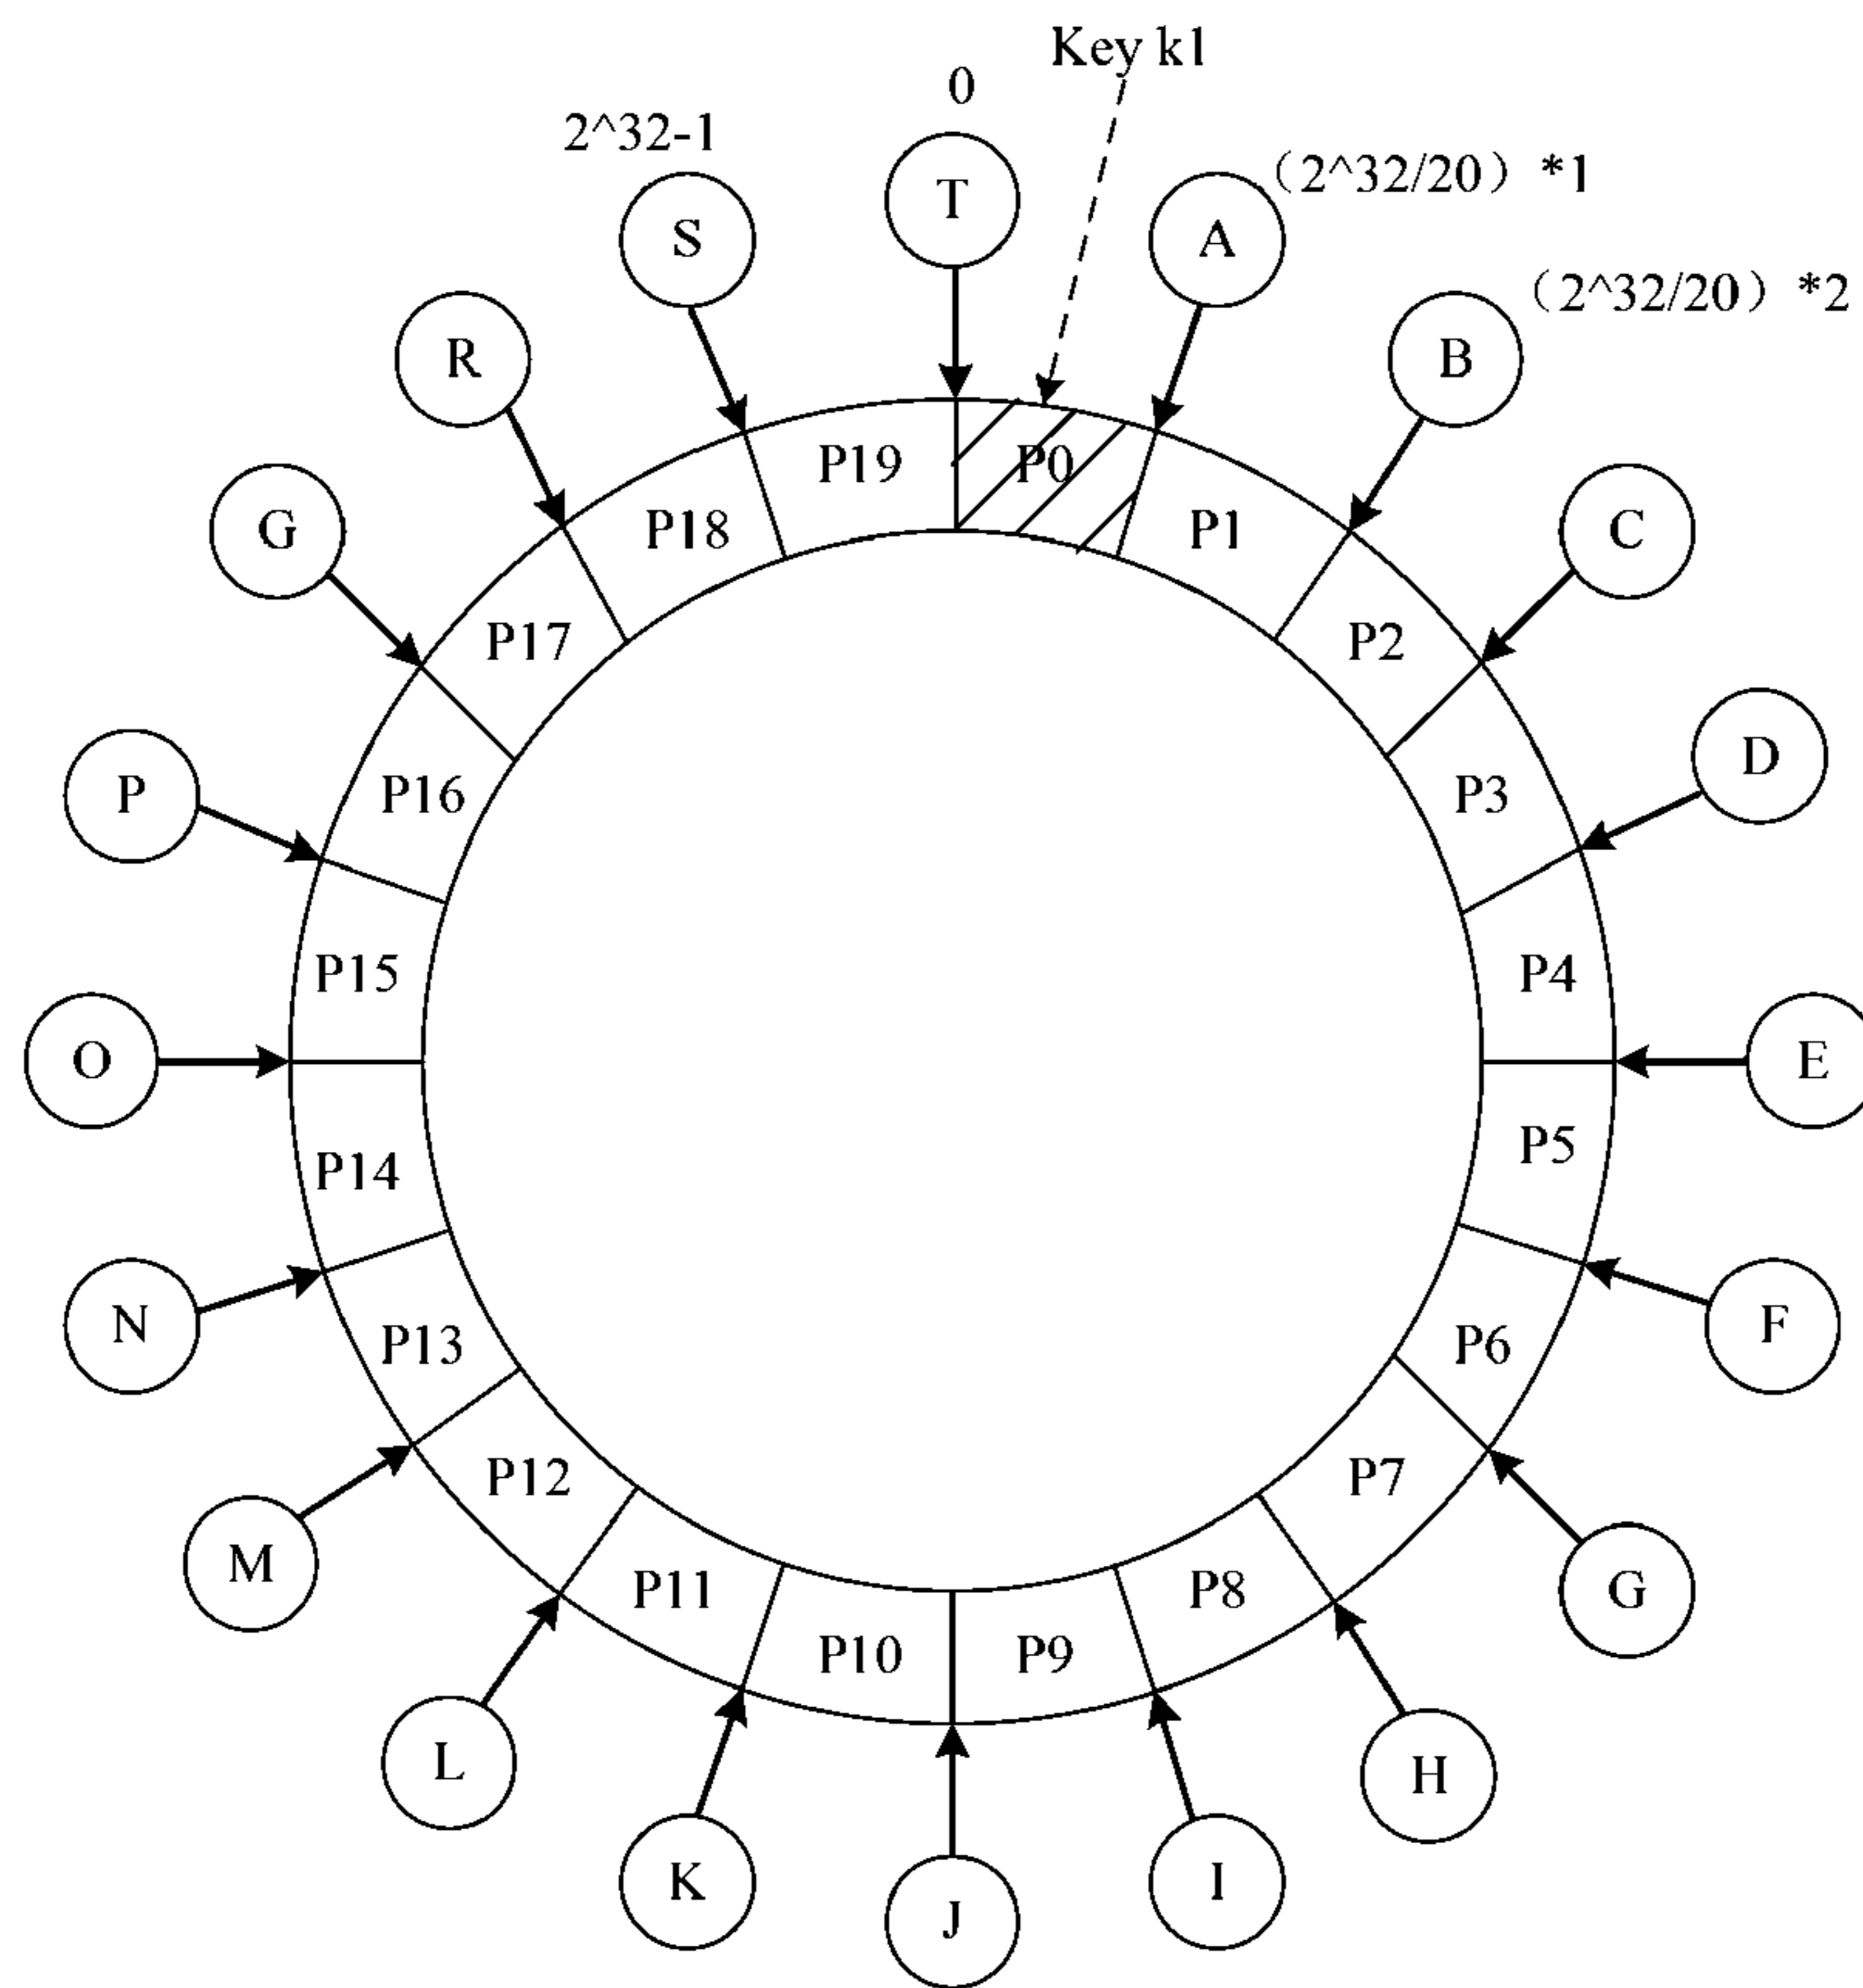 Key k1
0
2^32-1
T
(2^32/20) *1
S
A
(2^32/20) *2
R
B
P19
P0
G
P18
P1
C
P17
P2
D
P
P16
P3
P15
P4
O
E
P14
P5
N
P13
P6
F
P12
P7
M
P11
P8
G
P10
P9
L
H
K
I
J